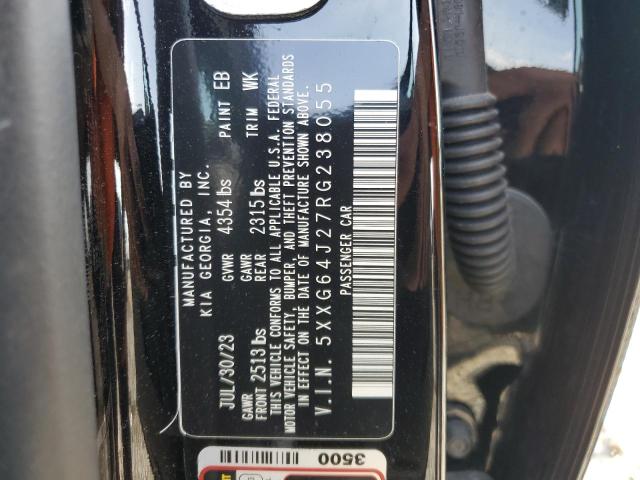 MANUFACTURED BY
KIA GEORGIA, INC.
JUL/30/23 GVWR 4354 lbs PAINT EB
GAWR FRONT 2513 lbs GAWR REAR 2315 lbs TRIM WK
THIS VEHICLE CONFORMS TO ALL APPLICABLE U.S.A. FEDERAL
MOTOR VEHICLE SAFETY, BUMPER, AND THEFT PREVENTION STANDARDS
IN EFFECT ON THE DATE OF MANUFACTURE SHOWN ABOVE.
V.I.N. 5XXG64J27RG238055
PASSENGER CAR
3500